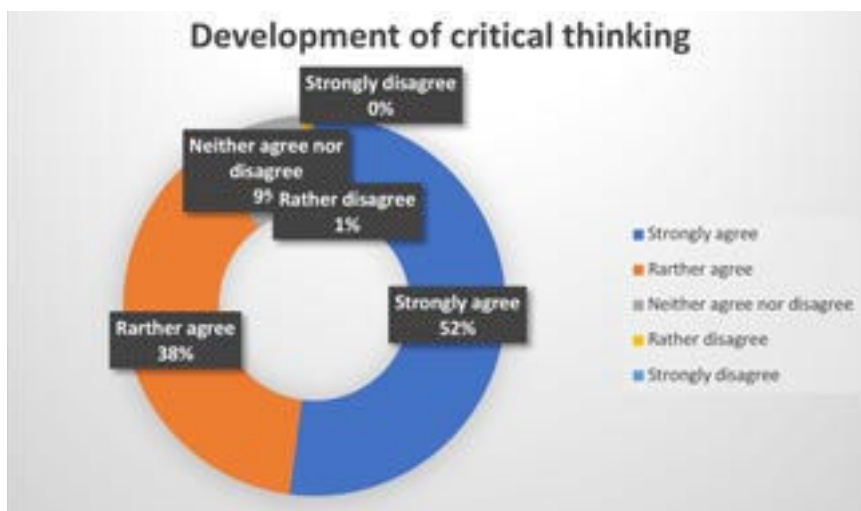 Development of critical thinking
Strongly disagree
0%
Neither agree nor
disagree
9%
Rather disagree
1%
Strongly agree
52%
Rarther agree
38%
Strongly agree
Rarther agree
Neither agree nor disagree
Rather disagree
Strongly disagree